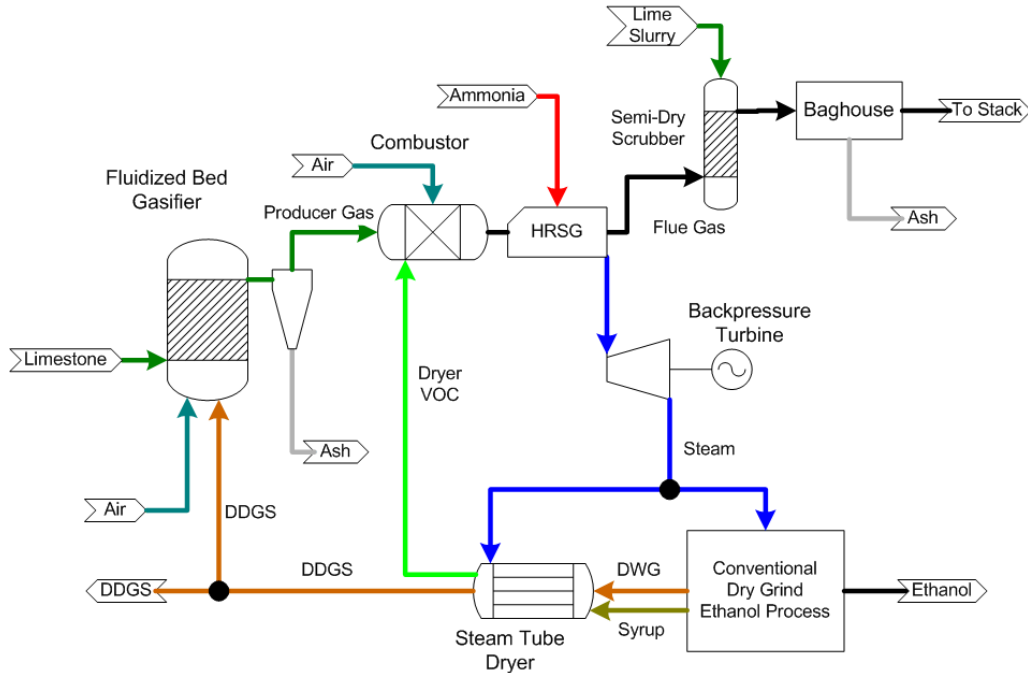 Lime
Slurry
Ammonia
Semi-Dry
Scrubber
Baghouse
To Stack
Combustor
Air
Fluidized Bed
Gasifier
Producer Gas
HRSG
Flue Gas
Ash
Backpressure
Turbine
Limestone
Dryer
VOC
Ash
Steam
Air
DDGS
DDGS
DDGS
DWG
Syrup
Conventional
Dry Grind
Ethanol Process
Ethanol
Steam Tube
Dryer